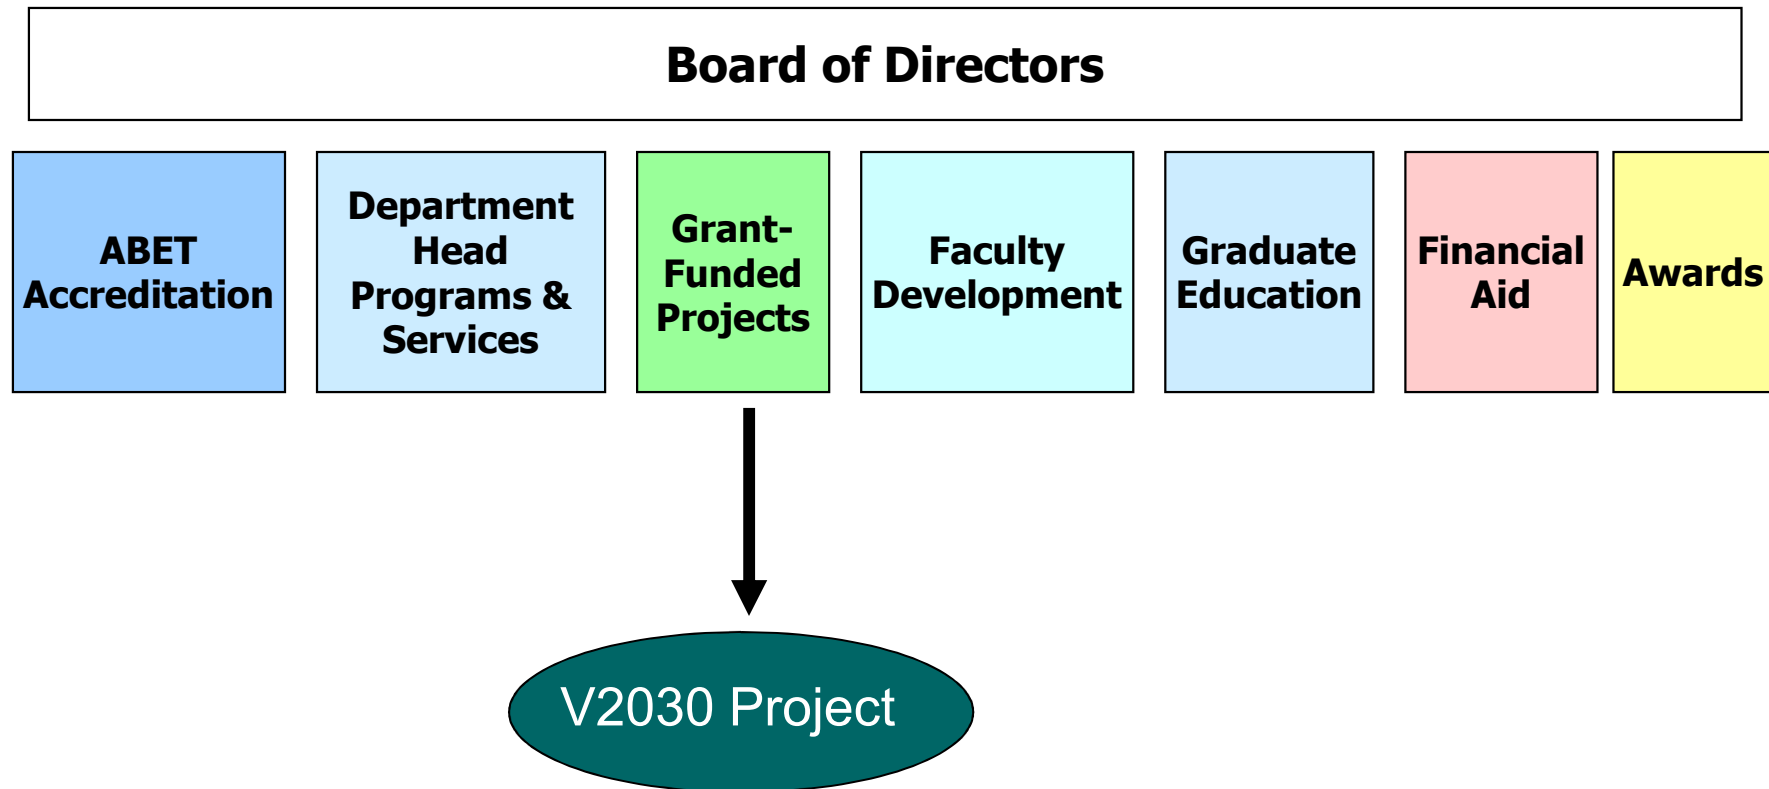 Board of Directors
ABET
Accreditation
Department
Head
Programs &
Services
Grant-
Funded
Projects
Faculty
Development
Graduate
Education
Financial
Aid
Awards
V2030 Project